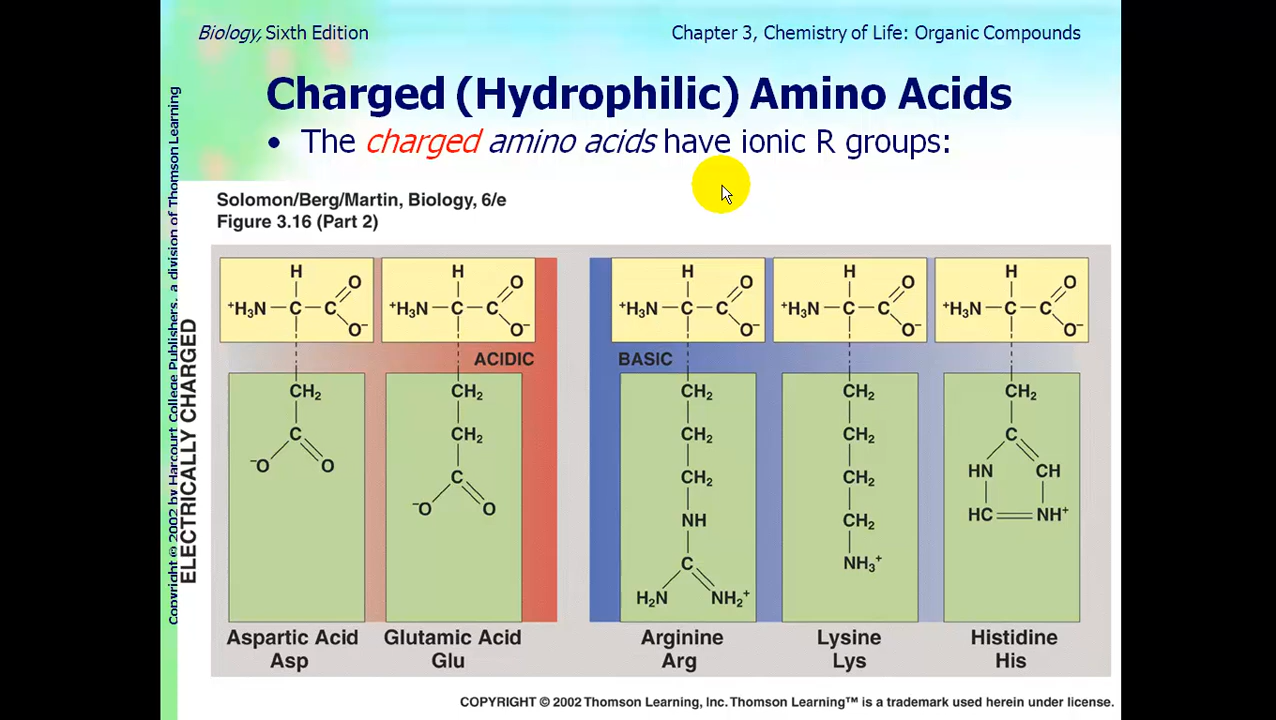 Biology, Sixth Edition
Chapter 3, Chemistry of Life: Organic Compounds
Charged (Hydrophilic) Amino Acids
• The charged amino acids have ionic R groups:
Solomon/Berg/Martin, Biology, 6/e
Figure 3.16 (Part 2)
Copyright © 2002 by Harcourt College Publishers. a division of Thomson Learning
ELECTRICALLY CHARGED
H H H H H
O O O O O
⁺H₃N C C ⁺H₃N C C ⁺H₃N C C ⁺H₃N C C ⁺H₃N C C
O⁻ O⁻ O⁻ O⁻ O⁻
ACIDIC BASIC
CH₂ CH₂ CH₂ CH₂ CH₂
C CH₂ CH₂ CH₂ C
⁻O O C CH₂ CH₂ HN CH
⁻O O NH CH₂ HC NH⁺
C NH₃⁺
H₂N NH₂⁺
Aspartic Acid Glutamic Acid Arginine Lysine Histidine
Asp Glu Arg Lys His
COPYRIGHT © 2002 Thomson Learning, Inc. Thomson Learning™ is a trademark used herein under license.